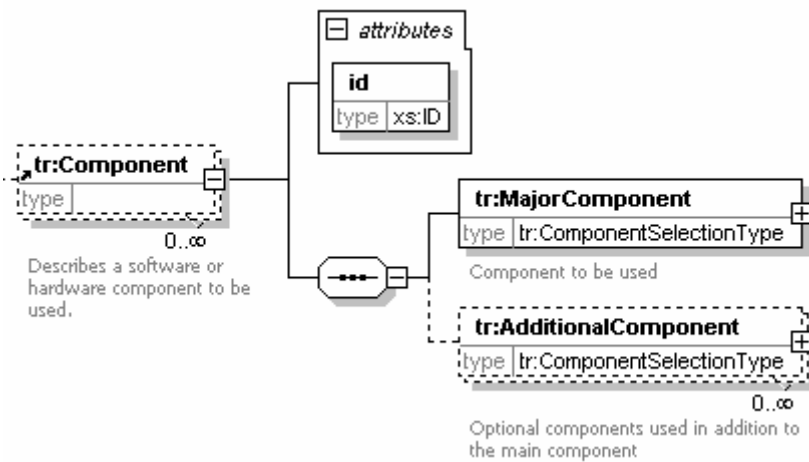 attributes
id
type xs:ID
tr:Component
type
0..∞
Describes a software or
hardware component to be
used.
tr:MajorComponent
type tr:ComponentSelectionType
Component to be used
tr:AdditionalComponent
type tr:ComponentSelectionType
0..∞
Optional components used in addition to
the main component